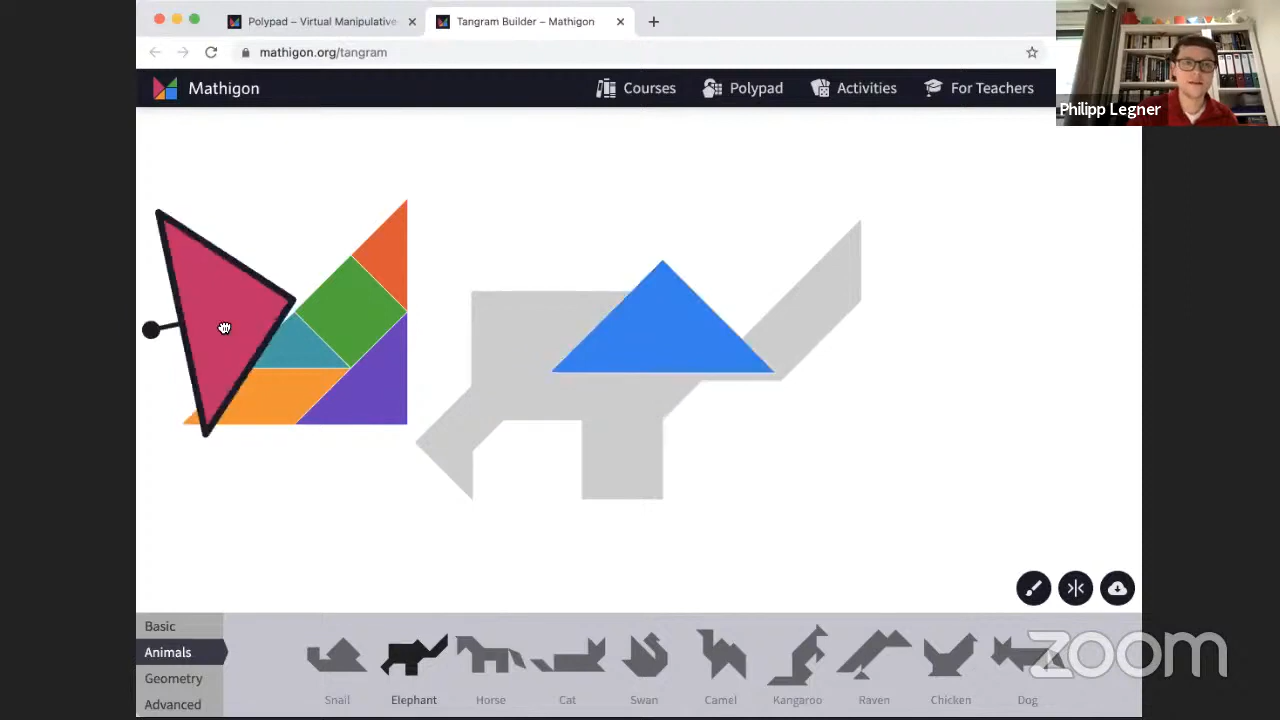 Polypad – Virtual Manipulative
Tangram Builder – Mathigon
mathigon.org/tangram
Mathigon
Courses
Polypad
Activities
For Teachers
Philipp Legner
Basic
Animals
Geometry
Advanced
Snail
Elephant
Horse
Cat
Swan
Camel
Kangaroo
Raven
Chicken
Dog
zoom